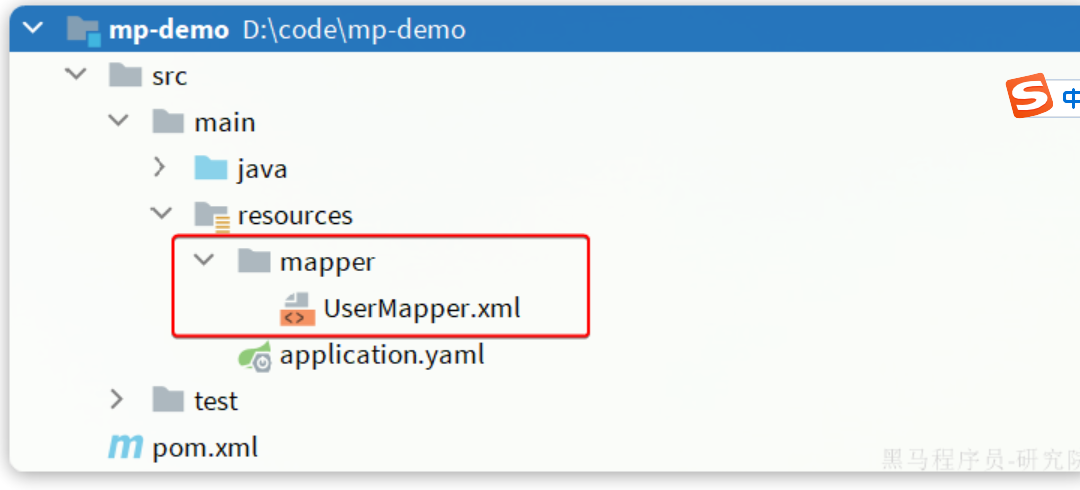 mp-demo D:\code\mp-demo
src
main
java
resources
mapper
UserMapper.xml
application.yaml
test
m pom.xml
S 中
<> 
黑马程序员-研究院